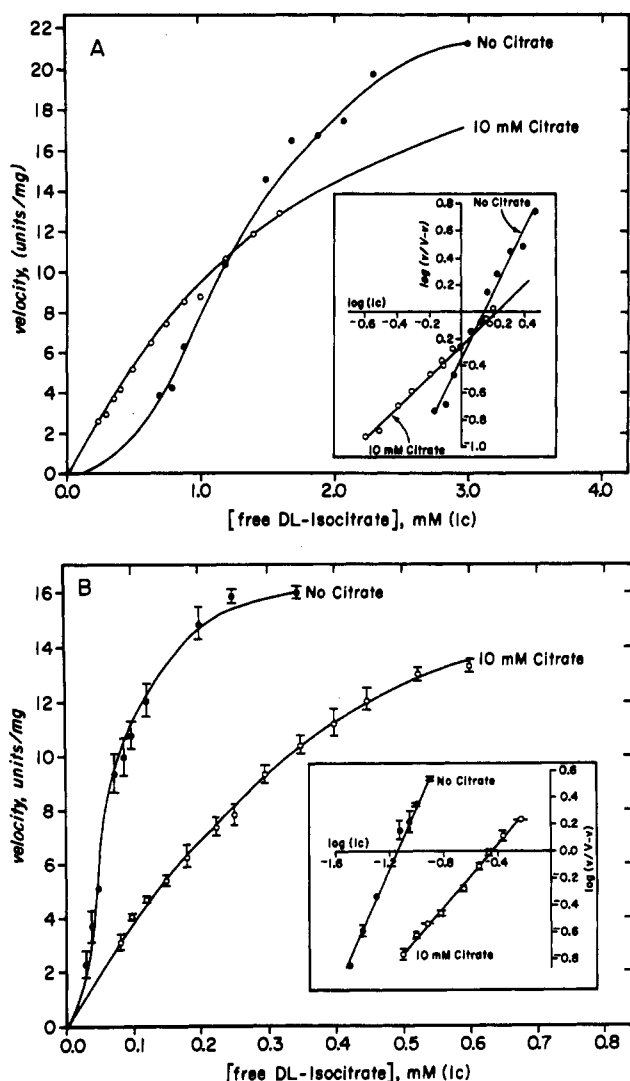 A
22
20
18
16
14
12
10
8
6
4
2
0
velocity, (units/mg)
No Citrate
10 mM Citrate
0.0 1.0 2.0 3.0 4.0
[free DL-Isocitrate], mM (Ic)
No Citrate
log (v/V-v)
0.8
0.4
0.2
log (Ic)
-0.6 -0.4 -0.2 0.2 0.4
0.2
0.4
-0.6
-0.8
-1.0
10 mM Citrate
B
16
14
12
10
8
6
4
2
0
velocity, units/mg
No Citrate
10 mM Citrate
0.0 0.1 0.2 0.3 0.4 0.5 0.6 0.7 0.8
[free DL-Isocitrate], mM (Ic)
No Citrate
log (Ic)
-1.6 -1.2 -0.8 -0.4
0.6
0.4
0.2
0.0
-0.2
-0.4
-0.6
-0.8
log (v/V-v)
10 mM Citrate